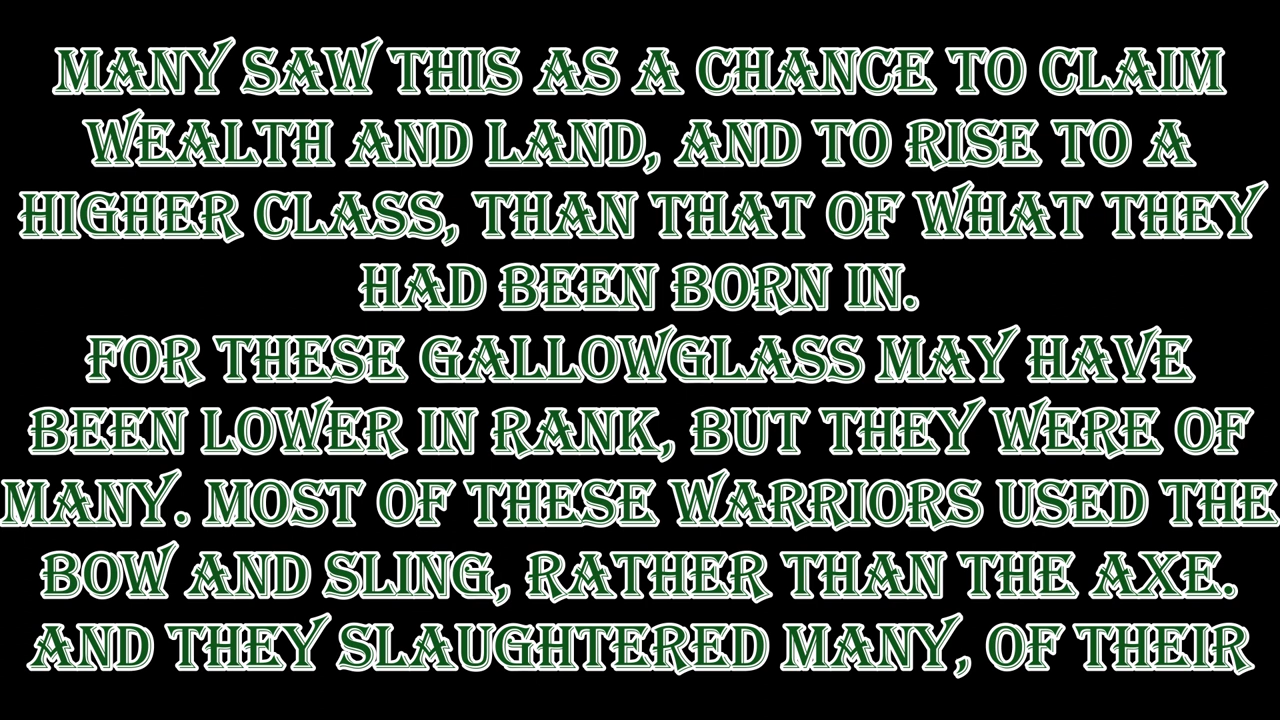 MANY SAW THIS AS A CHANCE TO CLAIM
WEALTH AND LAND, AND TO RISE TO A
HIGHER CLASS, THAN THAT OF WHAT THEY
HAD BEEN BORN IN.
FOR THESE GALLOWGLASS MAY HAVE
BEEN LOWER IN RANK, BUT THEY WERE OF
MANY. MOST OF THESE WARRIORS USED THE
BOW AND SLING, RATHER THAN THE AXE.
AND THEY SLAUGHTERED MANY, OF THEIR